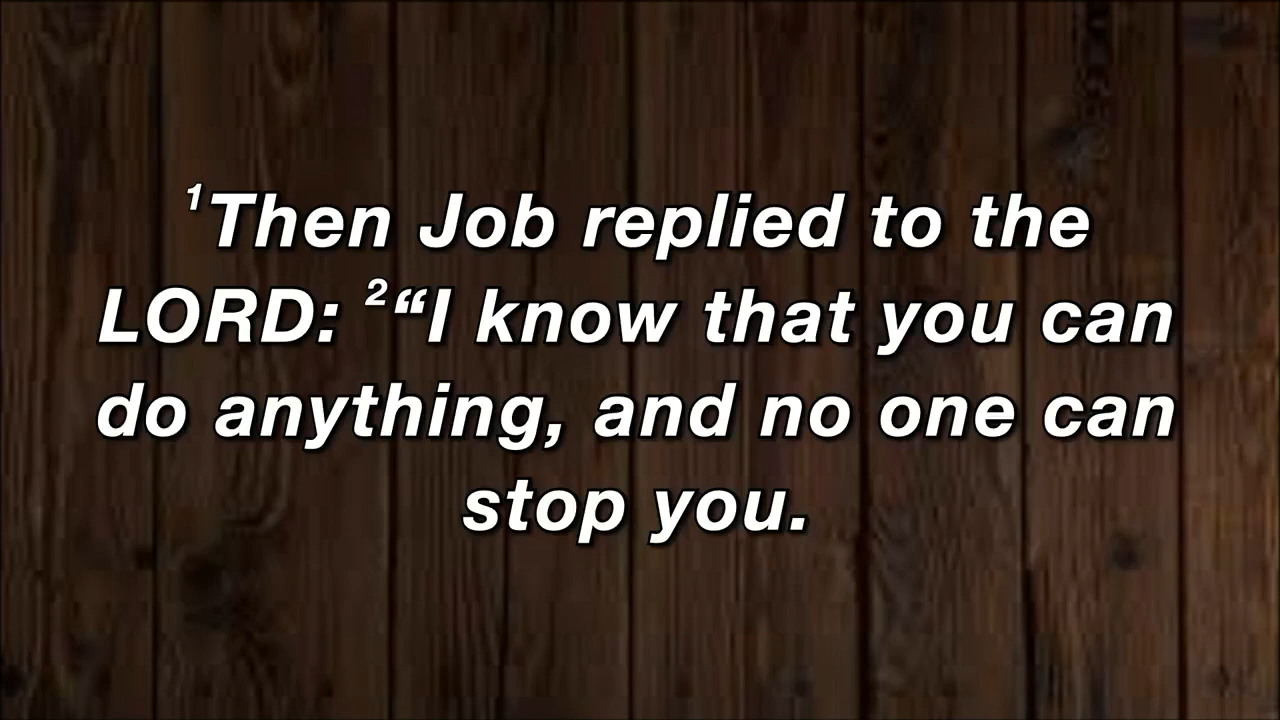 ¹Then Job replied to the
LORD: ²“I know that you can
do anything, and no one can
stop you.